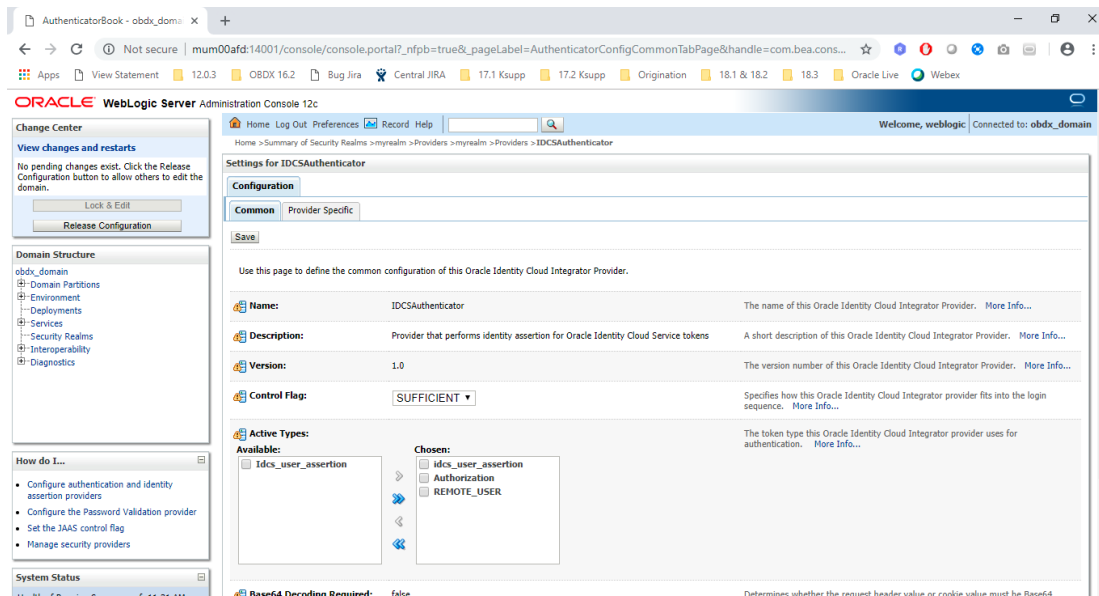 AuthenticatorBook - obdx_doma
Not secure | mum00afd:14001/console/console.portal?_nfpb=true&_pageLabel=AuthenticatorConfigCommonTabPage&handle=com.bea.cons...
Apps View Statement 12.0.3 OBDX 16.2 Bug Jira Central JIRA 17.1 Ksupp 17.2 Ksupp Origination 18.1 & 18.2 18.3 Oracle Live Webex
ORACLE WebLogic Server Administration Console 12c
Change Center
View changes and restarts
No pending changes exist. Click the Release
Configuration button to allow others to edit the
domain.
Lock & Edit
Release Configuration
Domain Structure
obdx_domain
Domain Partitions
Environment
Deployments
Services
Security Realms
Interoperability
Diagnostics
How do I...
Configure authentication and identity
assertion providers
Configure the Password Validation provider
Set the JAAS control flag
Manage security providers
System Status
Home Log Out Preferences Record Help
Welcome, weblogic Connected to: obdx_domain
Home >Summary of Security Realms >myrealm >Providers >myrealm >Providers >IDCSAuthenticator
Settings for IDCSAuthenticator
Configuration
Common Provider Specific
Save
Use this page to define the common configuration of this Oracle Identity Cloud Integrator Provider.
Name: IDCSAuthenticator The name of this Oracle Identity Cloud Integrator Provider. More Info...
Description: Provider that performs identity assertion for Oracle Identity Cloud Service tokens A short description of this Oracle Identity Cloud Integrator Provider. More Info...
Version: 1.0 The version number of this Oracle Identity Cloud Integrator Provider. More Info...
Control Flag: SUFFICIENT Specifies how this Oracle Identity Cloud Integrator provider fits into the login
sequence. More Info...
Active Types: The token type this Oracle Identity Cloud Integrator provider uses for
authentication. More Info...
Available: Chosen:
Idcs_user_assertion idcs_user_assertion
Authorization
REMOTE_USER
Base64 Decoding Required: false Determines whether the request header value or cookie value must be Base64